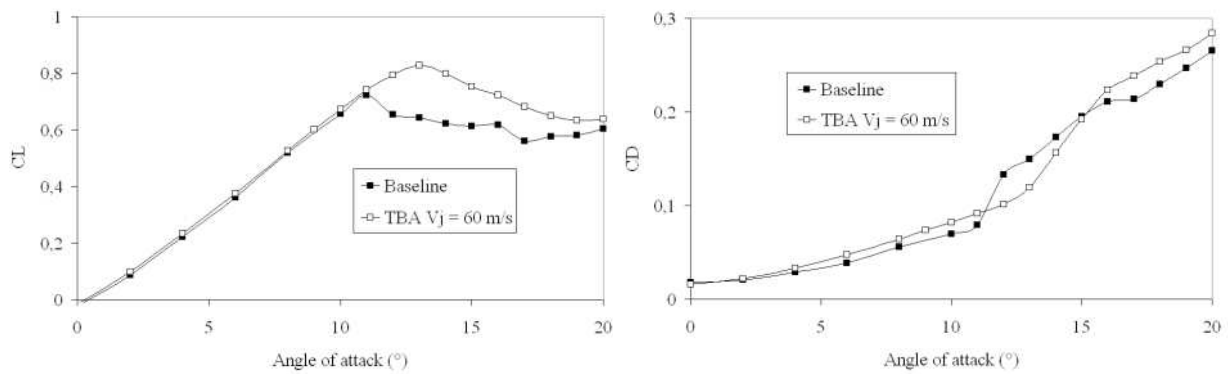 1
0,8
0,6
0,4
0,2
0
CL
0
5
10
15
20
Angle of attack (°)
Baseline
TBA Vj = 60 m/s
0,3
0,2
0,1
0
CD
0
5
10
15
20
Angle of attack (°)
Baseline
TBA Vj = 60 m/s